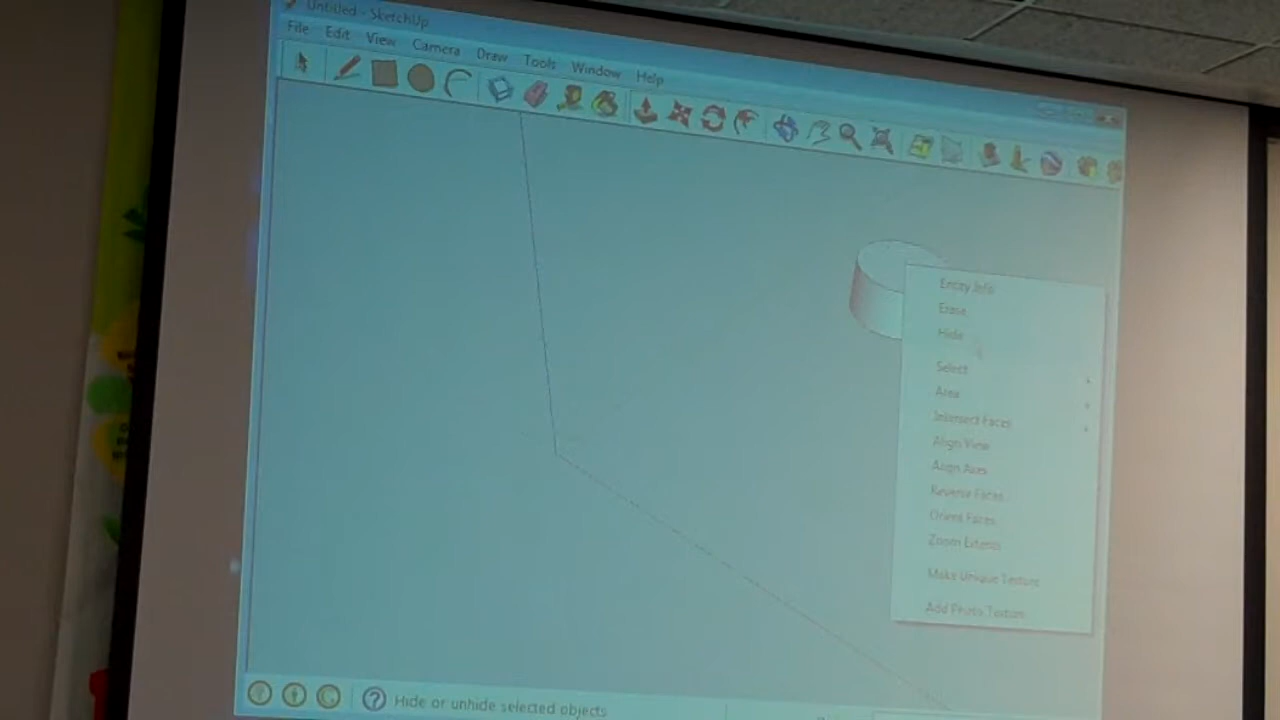 Untitled - SketchUp
File Edit View Camera Draw Tools Window Help
Entity Info
Erase
Hide
Select
Area
Intersect Faces
Align View
Align Axes
Reverse Faces
Orient Faces
Zoom Extents
Make Unique Texture
Add Photo Texture
Hide or unhide selected objects